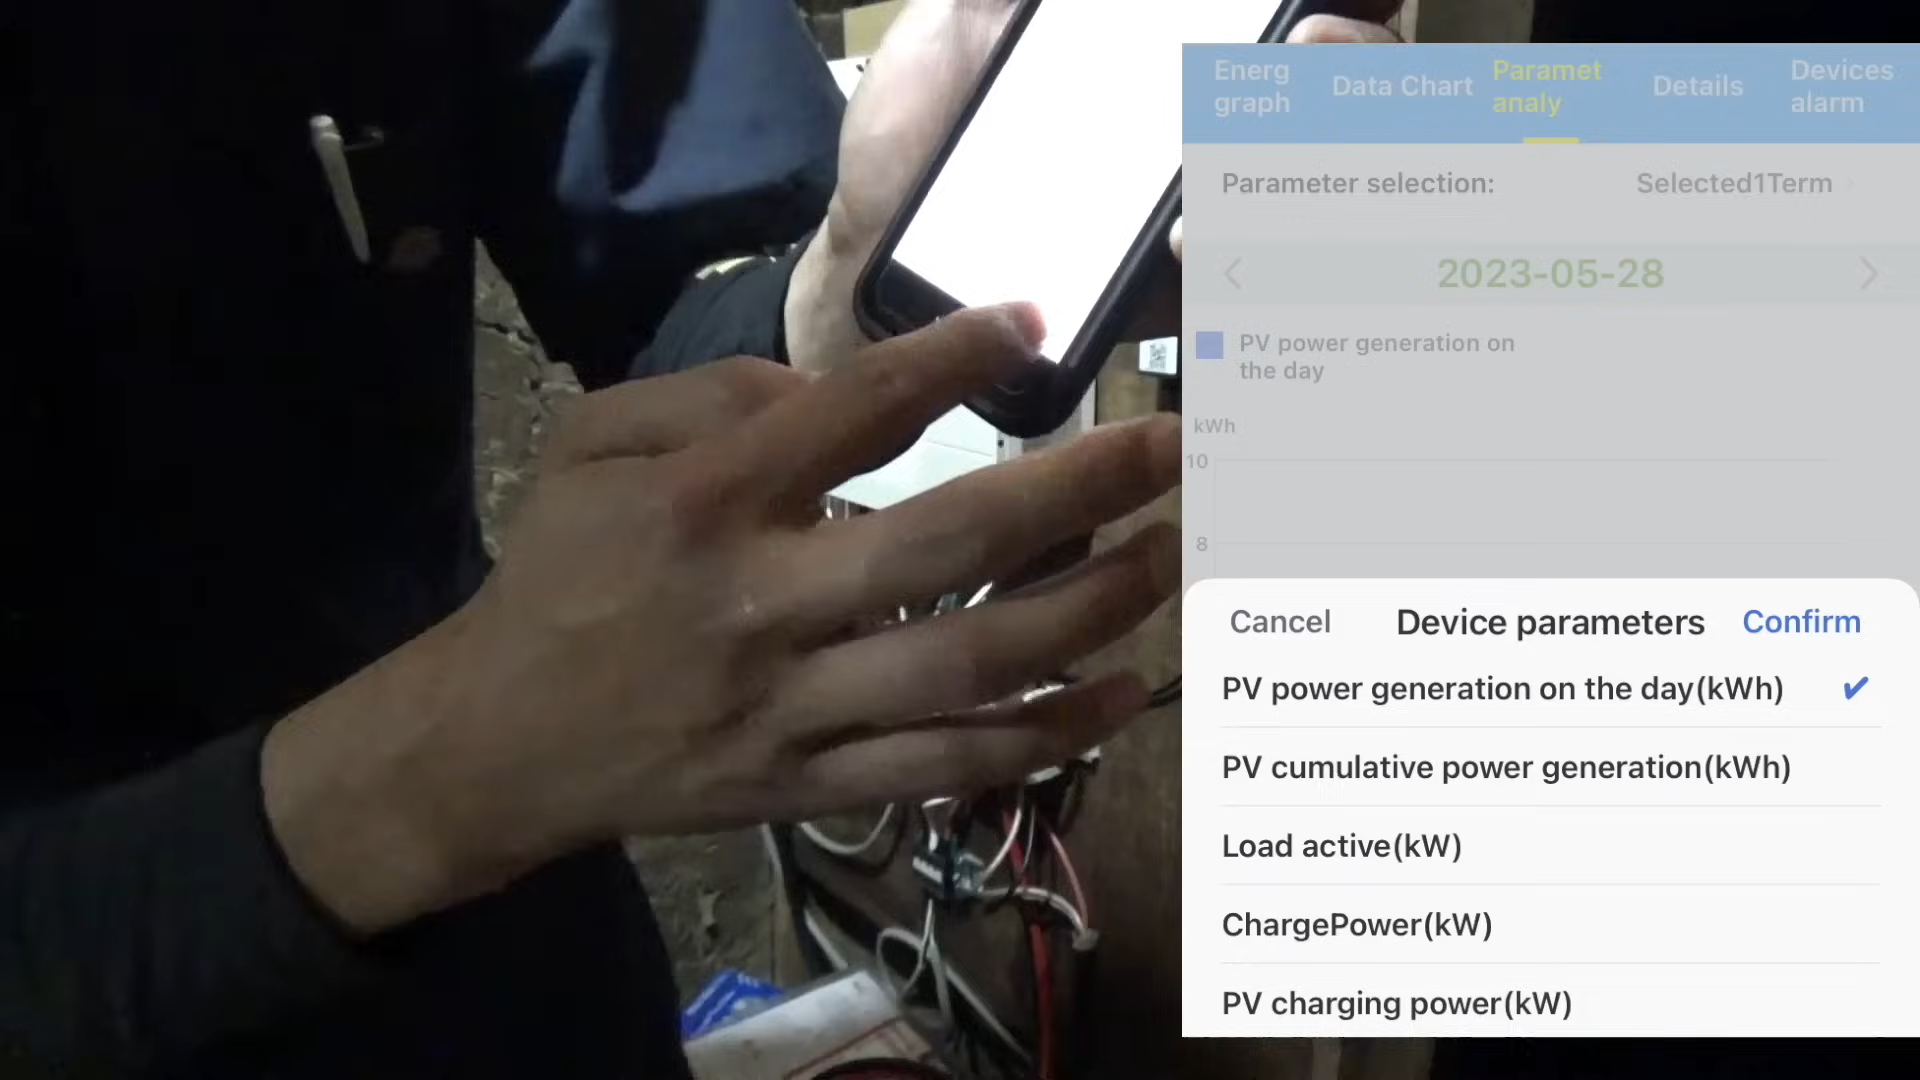 Energ
graph
Data Chart
Paramet
analy
Details
Devices
alarm
Parameter selection:
Selected1Term
2023-05-28
PV power generation on
the day
kWh
10
8
Cancel
Device parameters
Confirm
PV power generation on the day(kWh)
PV cumulative power generation(kWh)
Load active(kW)
ChargePower(kW)
PV charging power(kW)